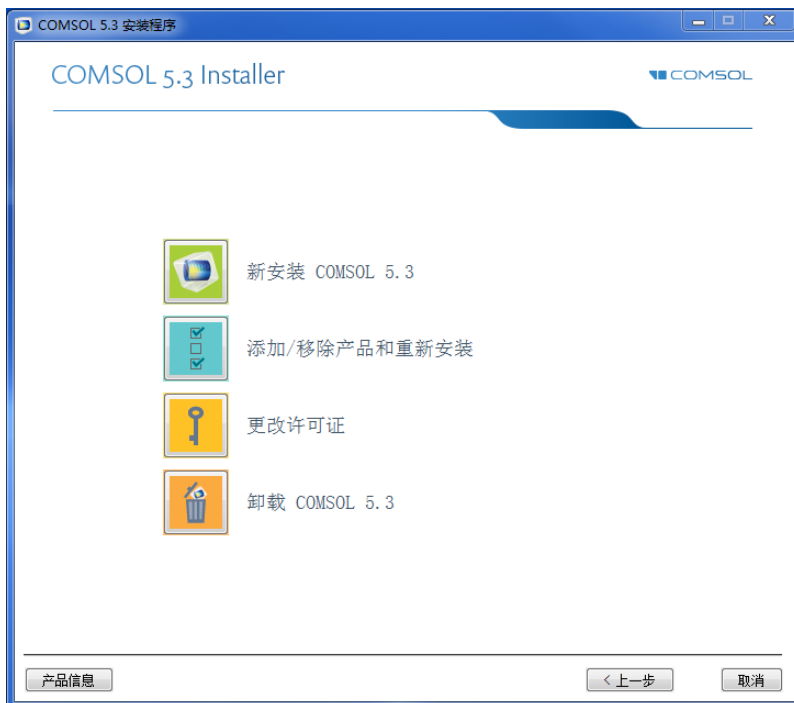 COMSOL 5.3 安装程序
COMSOL 5.3 Installer
COMSOL
新安装 COMSOL 5.3
添加/移除产品和重新安装
更改许可证
卸载 COMSOL 5.3
产品信息
< 上一步
取消